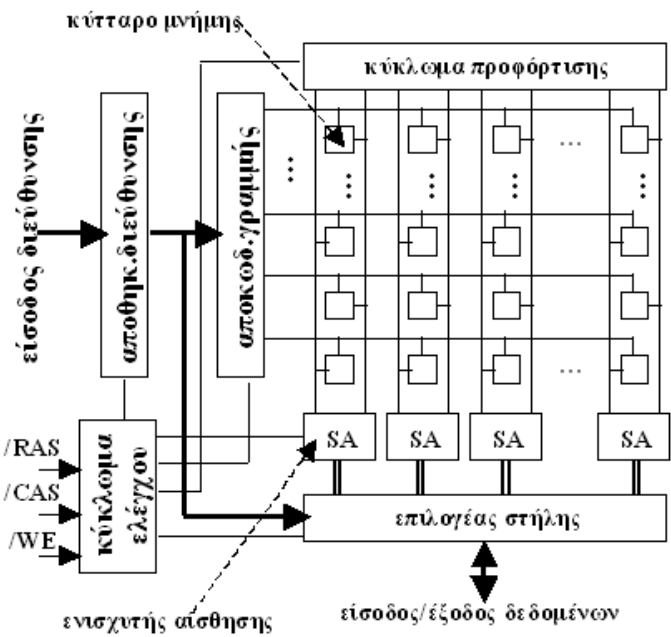 κύτταρο μνήμης
κύκλωμα προφόρτισης
είσοδος διεύθυνσης
αποθηκ.διεύθυνσης
αποκωδ.γραμμής
...
...
...
...
...
SA
SA
SA
SA
/RAS
/CAS
/WE
κύκλωμα
ελέγχου
επιλογέας στήλης
ενισχυτής αίσθησης
είσοδος/έξοδος δεδομένων